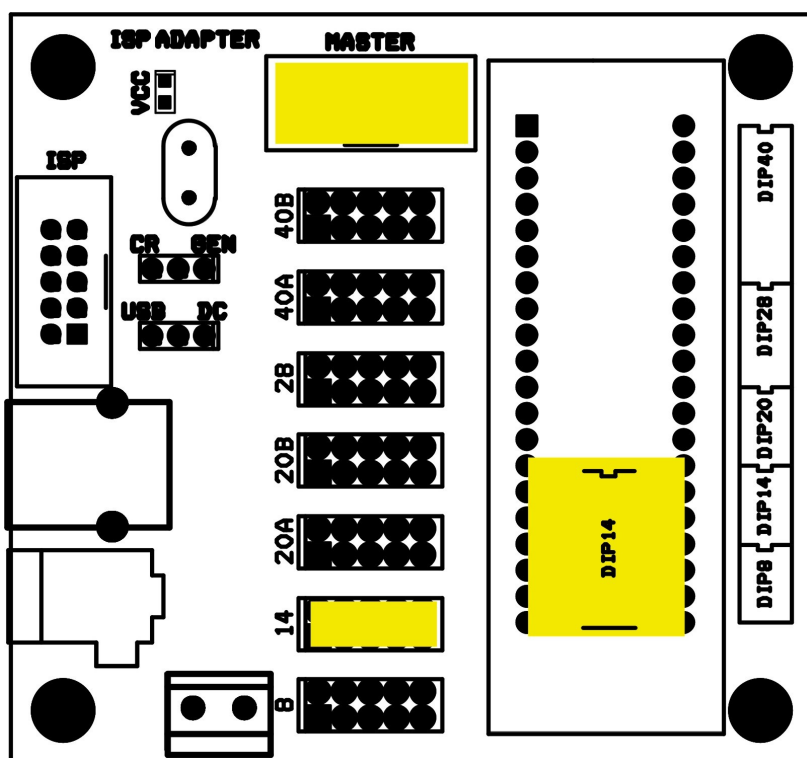 ISP ADAPTER
MASTER
VCC
ISP
CR GEN
USB DC
40B
40A
28
20B
20A
14
8
DIP14
DIP40
DIP28
DIP20
DIP14
DIP8